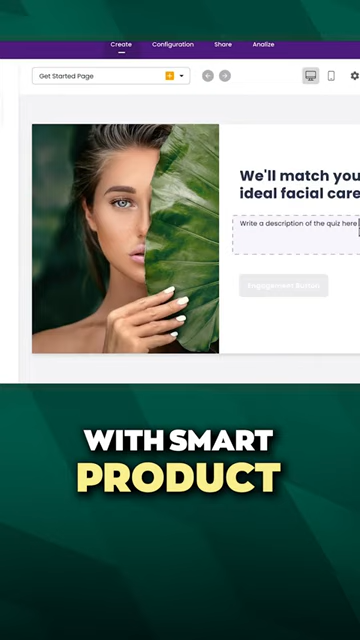 Create Configuration Share Analize
Get Started Page
We'll match you
ideal facial care
Write a description of the quiz here
Engagement Button
WITH SMART
PRODUCT